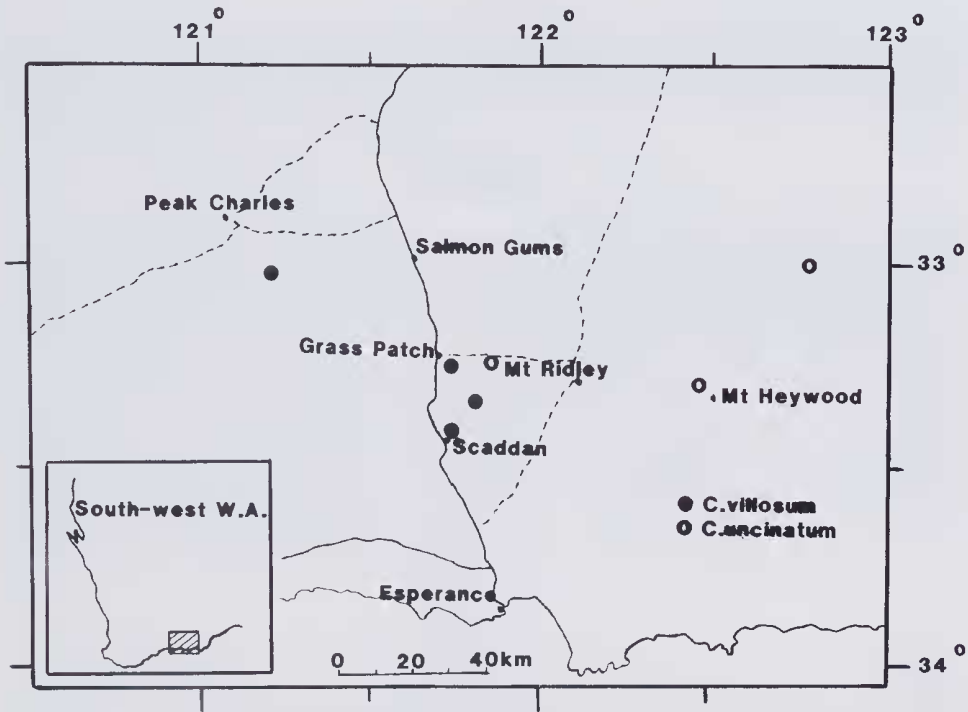 121°
122°
123°
Peak Charles
Salmon Gums
33°
Grass Patch
Mt Ridley
Mt Heywood
Scaddan
South-west W.A.
C.villosum
C.uncinatum
Esperance
0 20 40km
34°